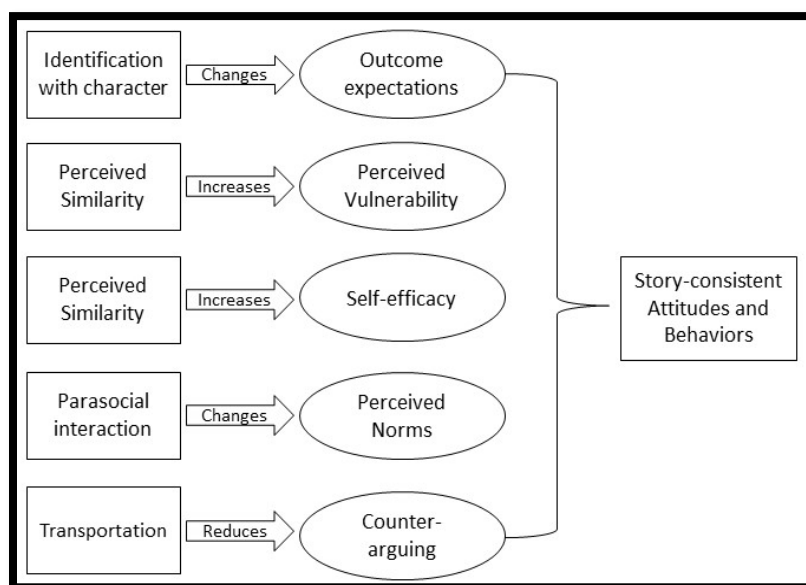 Identification
with character
Changes
Outcome
expectations
Perceived
Similarity
Increases
Perceived
Vulnerability
Perceived
Similarity
Increases
Self-efficacy
Story-consistent
Attitudes and
Behaviors
Parasocial
interaction
Changes
Perceived
Norms
Transportation
Reduces
Counter-
arguing